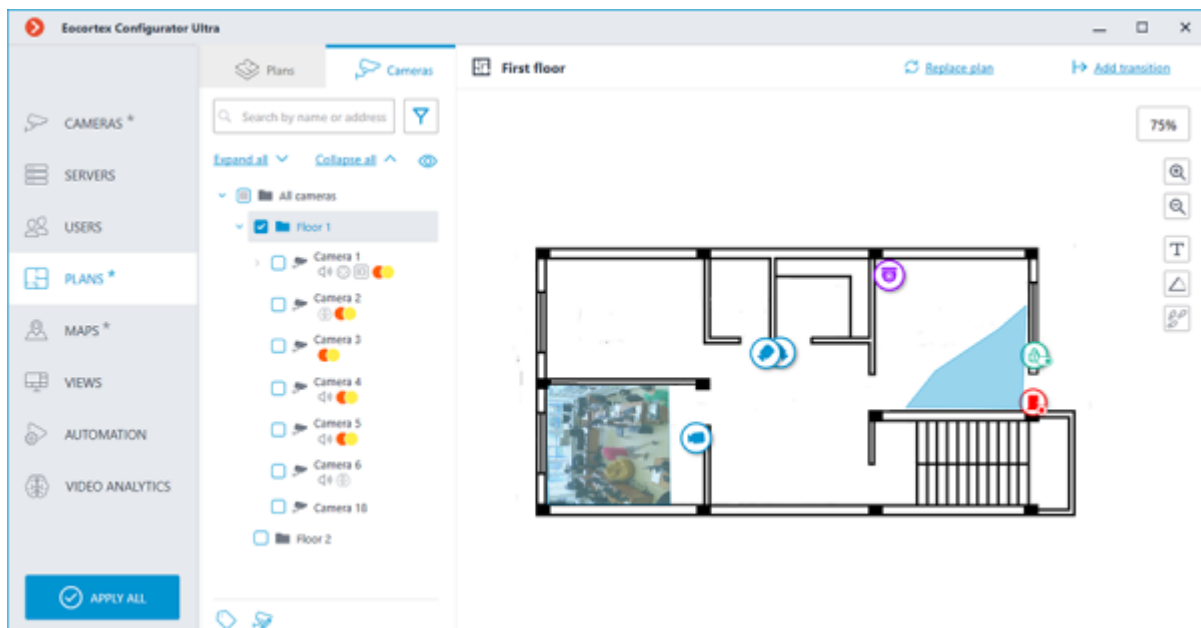 Eocortex Configurator Ultra
CAMERAS *
SERVERS
USERS
PLANS *
MAPS *
VIEWS
AUTOMATION
VIDEO ANALYTICS
APPLY ALL
Plans Cameras
Search by name or address
Expand all Collapse all
All cameras
Floor 1
Camera 1
Camera 2
Camera 3
Camera 4
Camera 5
Camera 6
Camera 18
Floor 2
First floor Replace plan Add transition
75%
T